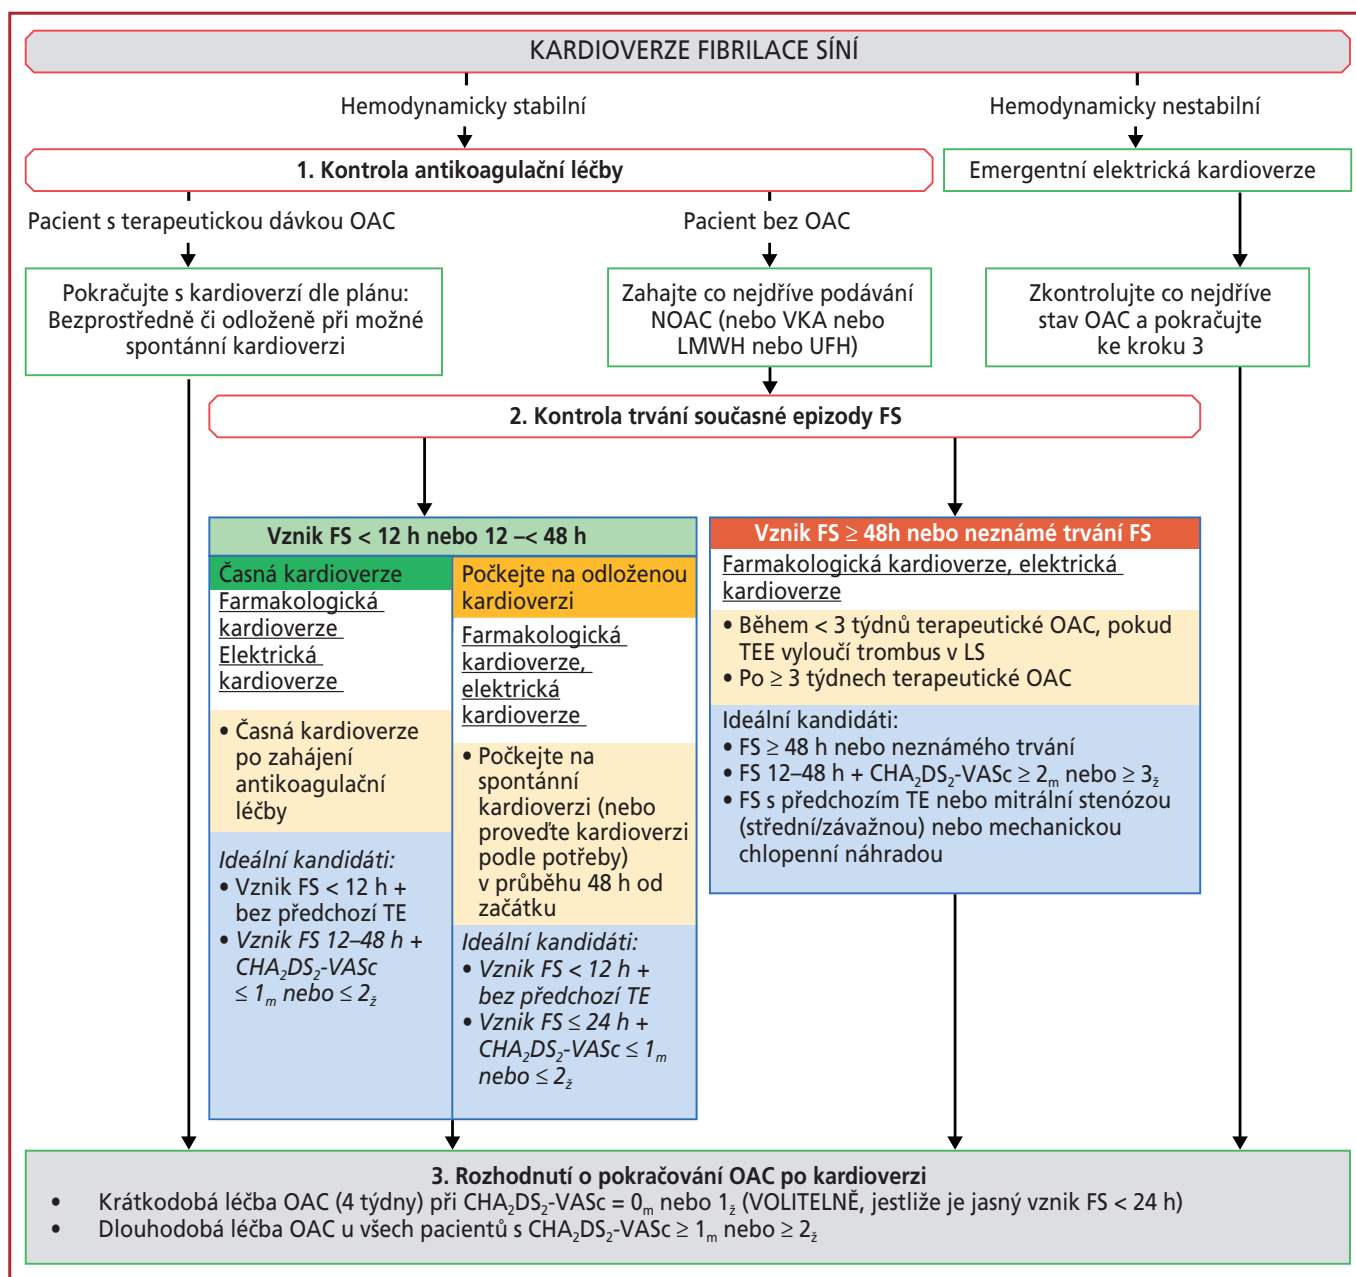 KARDIOVERZE FIBRILACE SÍNÍ
Hemodynamicky stabilní
Hemodynamicky nestabilní
1. Kontrola antikoagulační léčby
Emergentní elektrická kardioverze
Pacient s terapeutickou dávkou OAC
Pacient bez OAC
Pokračujte s kardioverzí dle plánu:
Bezprostředně či odloženě při možné
spontánní kardioverzi
Zahajte co nejdříve podávání
NOAC (nebo VKA nebo
LMWH nebo UFH)
Zkontrolujte co nejdříve
stav OAC a pokračujte
ke kroku 3
2. Kontrola trvání současné epizody FS
Vznik FS < 12 h nebo 12 –< 48 h
Časná kardioverze
Farmakologická
kardioverze
Elektrická
kardioverze
• Časná kardioverze
po zahájení
antikoagulační
léčby
Ideální kandidáti:
• Vznik FS < 12 h +
bez předchozí TE
• Vznik FS 12–48 h +
CHA₂DS₂-VASc
≤ 1m nebo ≤ 2ž
Počkejte na odloženou
kardioverzi
Farmakologická
kardioverze,
elektrická
kardioverze
• Počkejte na
spontánní
kardioverzi (nebo
proveďte kardioverzi
podle potřeby)
v průběhu 48 h od
začátku
Ideální kandidáti:
• Vznik FS < 12 h +
bez předchozí TE
• Vznik FS ≤ 24 h +
CHA₂DS₂-VASc ≤ 1m
nebo ≤ 2ž
Vznik FS ≥ 48h nebo neznámé trvání FS
Farmakologická kardioverze, elektrická
kardioverze
• Během < 3 týdnů terapeutické OAC, pokud
TEE vyloučí trombus v LS
• Po ≥ 3 týdnech terapeutické OAC
Ideální kandidáti:
• FS ≥ 48 h nebo neznámého trvání
• FS 12–48 h + CHA₂DS₂-VASc ≥ 2m nebo ≥ 3ž
• FS s předchozím TE nebo mitrální stenózou
(střední/závažnou) nebo mechanickou
chlopenní náhradou
3. Rozhodnutí o pokračování OAC po kardioverzi
• Krátkodobá léčba OAC (4 týdny) při CHA₂DS₂-VASc = 0m nebo 1ž (VOLITELNĚ, jestliže je jasný vznik FS < 24 h)
• Dlouhodobá léčba OAC u všech pacientů s CHA₂DS₂-VASc ≥ 1m nebo ≥ 2ž